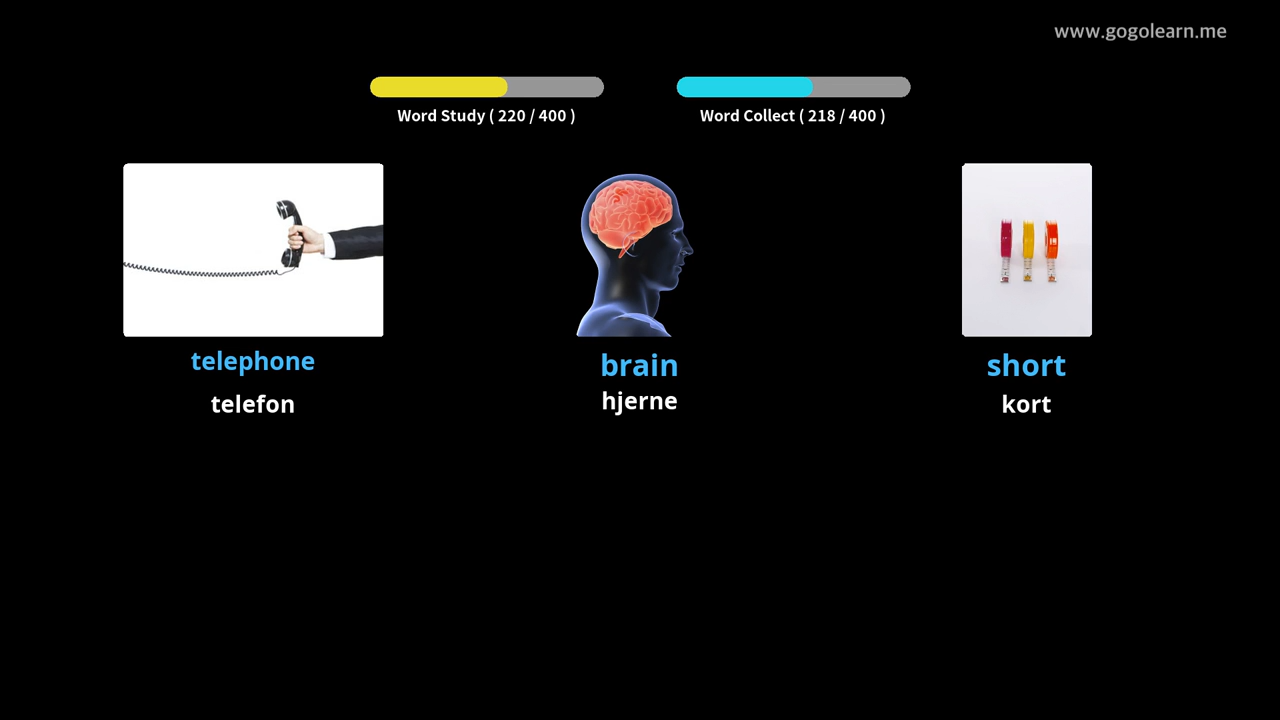 www.gogolearn.me
Word Study ( 220 / 400 )
Word Collect ( 218 / 400 )
telephone
telefon
brain
hjerne
short
kort